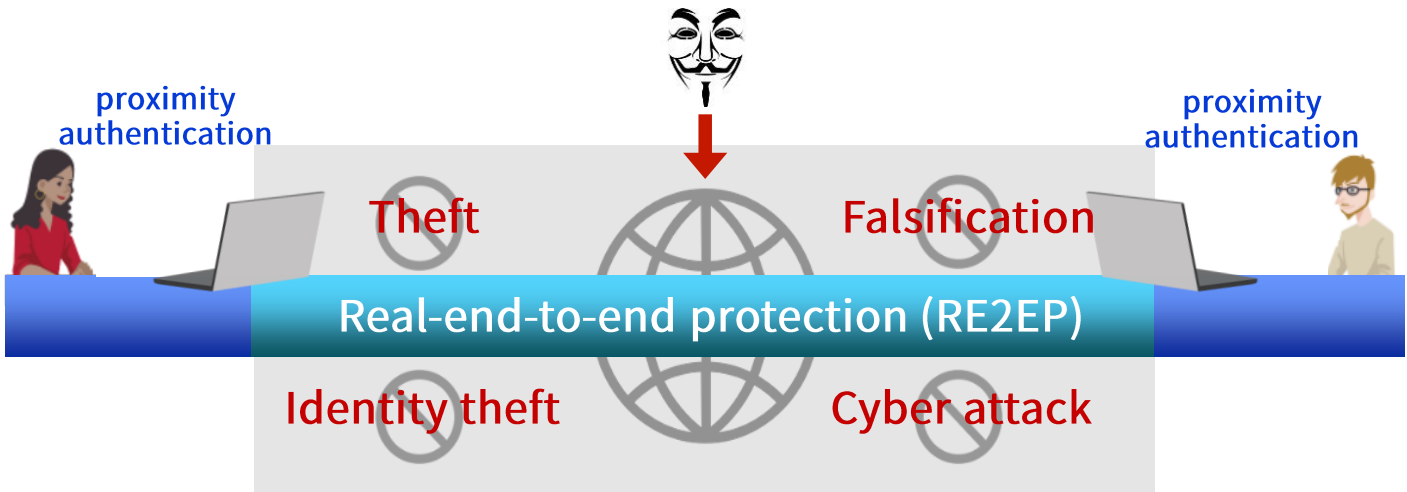 proximity
authentication
proximity
authentication
Theft
Falsification
Real-end-to-end protection (RE2EP)
Identity theft
Cyber attack